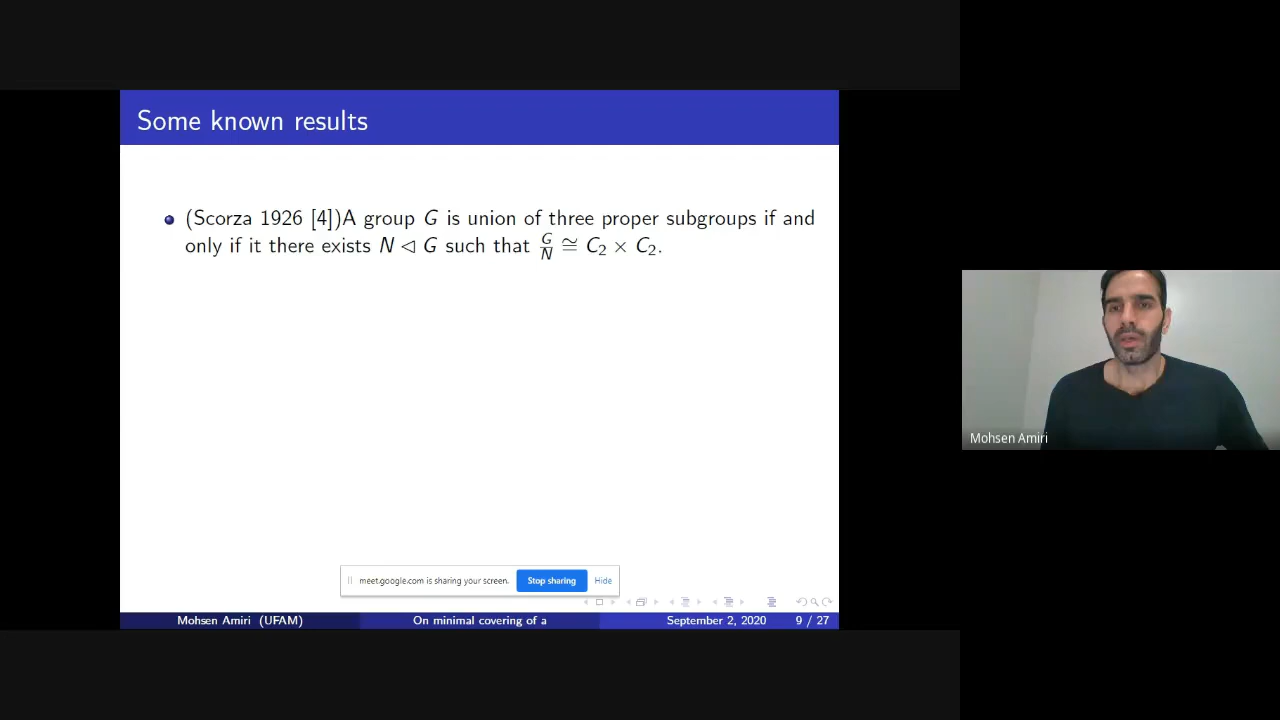 Some known results
(Scorza 1926 [4])A group G is union of three proper subgroups if and
only if it there exists N ◁ G such that G/N ≅ C₂ × C₂.
meet.google.com is sharing your screen. Stop sharing Hide
Mohsen Amiri (UFAM) On minimal covering of a September 2, 2020 9 / 27
Mohsen Amiri